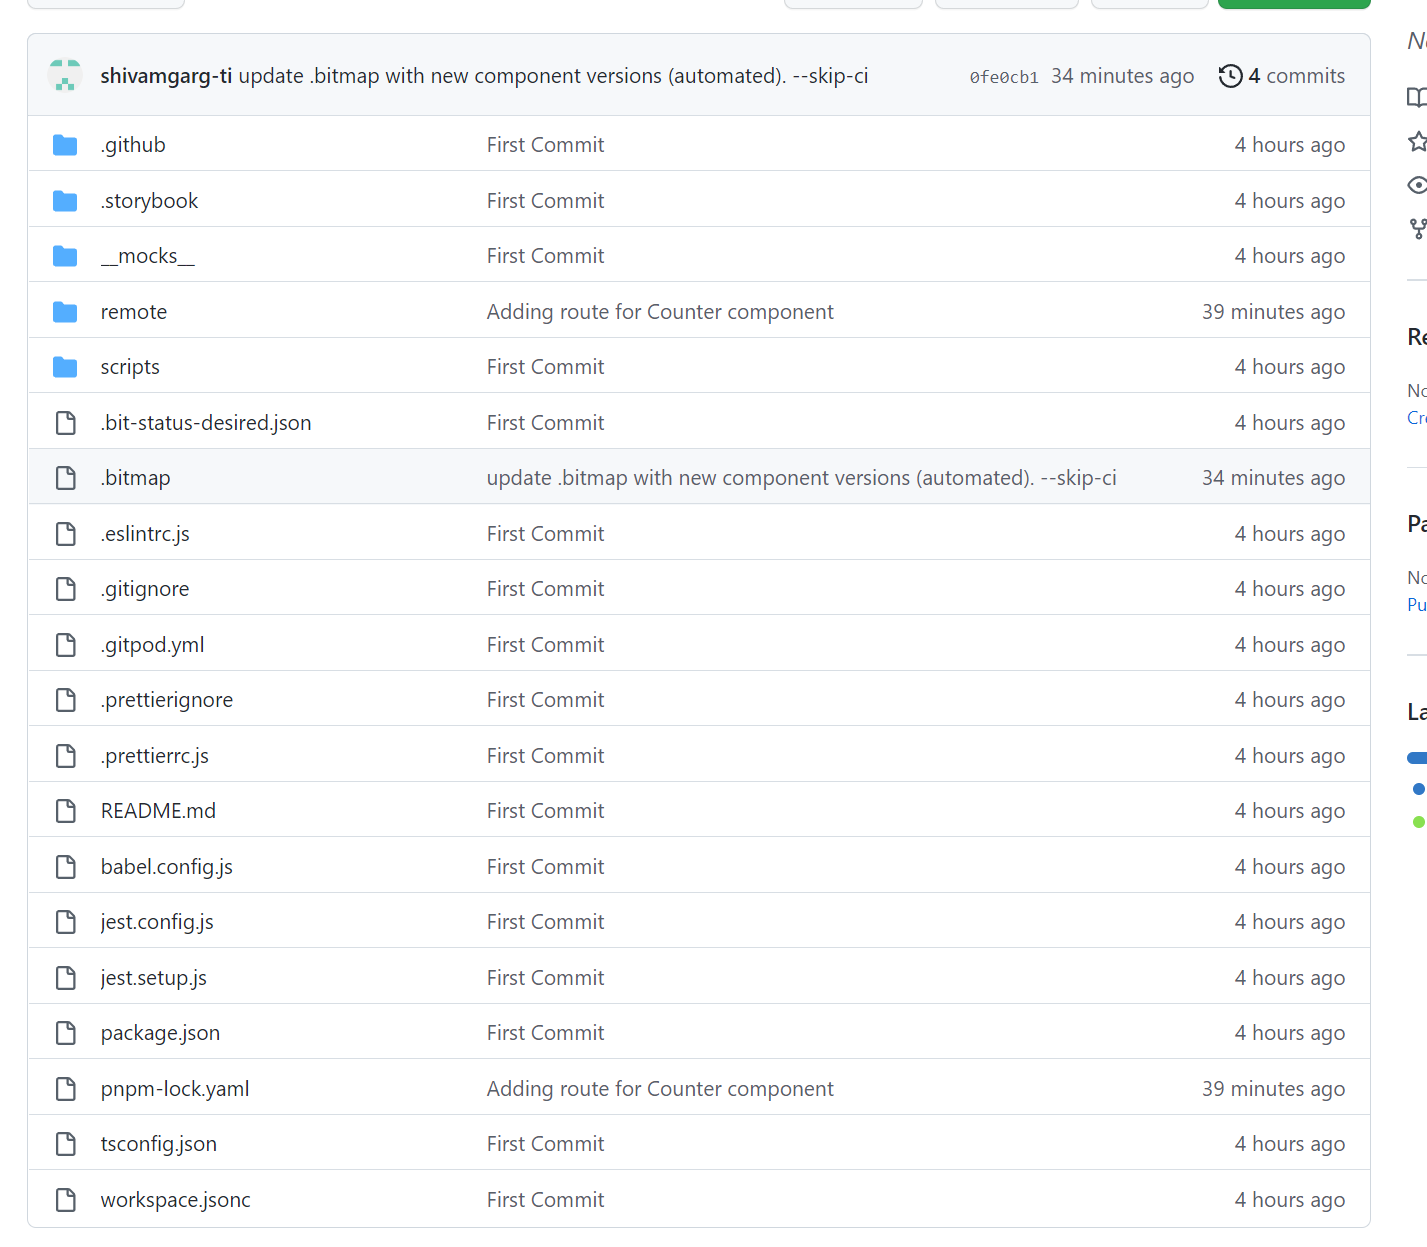 shivamgarg-ti update .bitmap with new component versions (automated). --skip-ci 0fe0cb1 34 minutes ago 4 commits
.github First Commit 4 hours ago
.storybook First Commit 4 hours ago
__mocks__ First Commit 4 hours ago
remote Adding route for Counter component 39 minutes ago
scripts First Commit 4 hours ago
.bit-status-desired.json First Commit 4 hours ago
.bitmap update .bitmap with new component versions (automated). --skip-ci 34 minutes ago
.eslintrc.js First Commit 4 hours ago
.gitignore First Commit 4 hours ago
.gitpod.yml First Commit 4 hours ago
.prettierignore First Commit 4 hours ago
.prettierrc.js First Commit 4 hours ago
README.md First Commit 4 hours ago
babel.config.js First Commit 4 hours ago
jest.config.js First Commit 4 hours ago
jest.setup.js First Commit 4 hours ago
package.json First Commit 4 hours ago
pnpm-lock.yaml Adding route for Counter component 39 minutes ago
tsconfig.json First Commit 4 hours ago
workspace.jsonc First Commit 4 hours ago